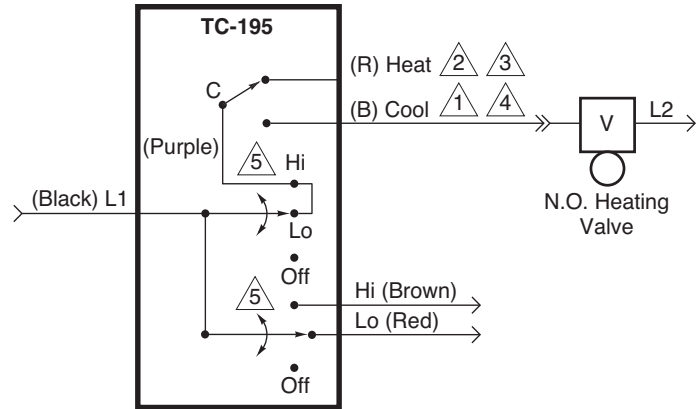 TC-195
(R) Heat 2 3
C
(B) Cool 1 4
V
L2
(Purple)
5 Hi
N.O. Heating
Valve
(Black) L1
Lo
Off
5
Hi (Brown)
Lo (Red)
Off